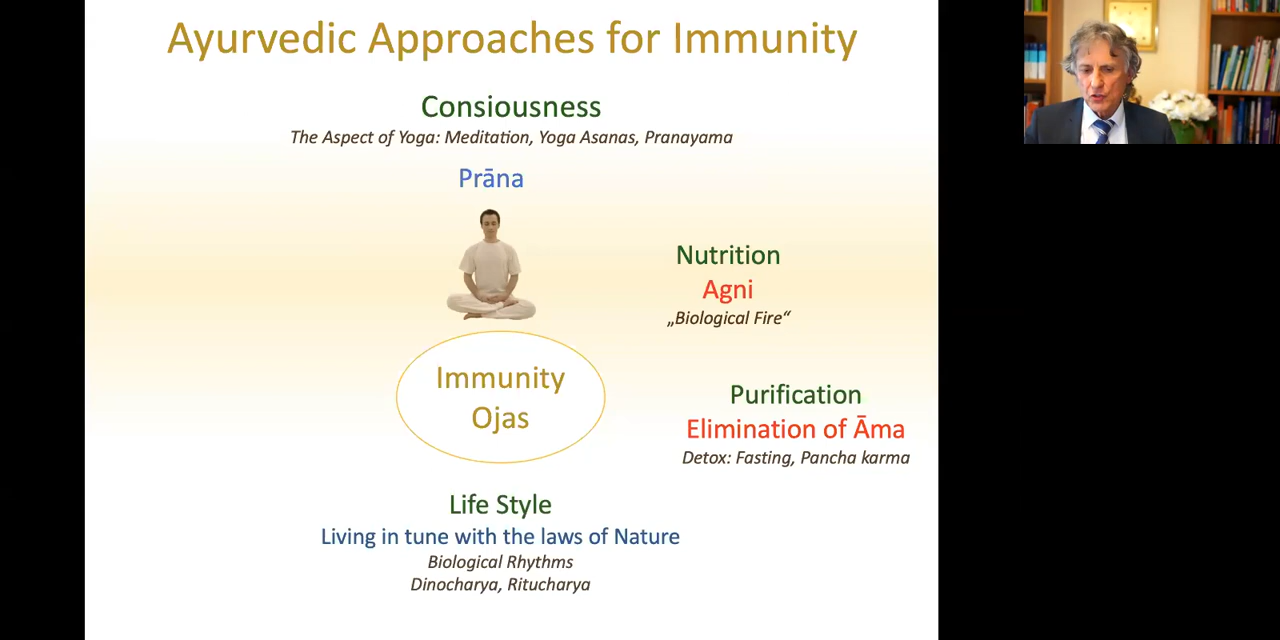 Ayurvedic Approaches for Immunity
Consiousness
The Aspect of Yoga: Meditation, Yoga Asanas, Pranayama
Prāna
Nutrition
Agni
„Biological Fire“
Immunity
Ojas
Purification
Elimination of Āma
Detox: Fasting, Pancha karma
Life Style
Living in tune with the laws of Nature
Biological Rhythms
Dinocharya, Ritucharya